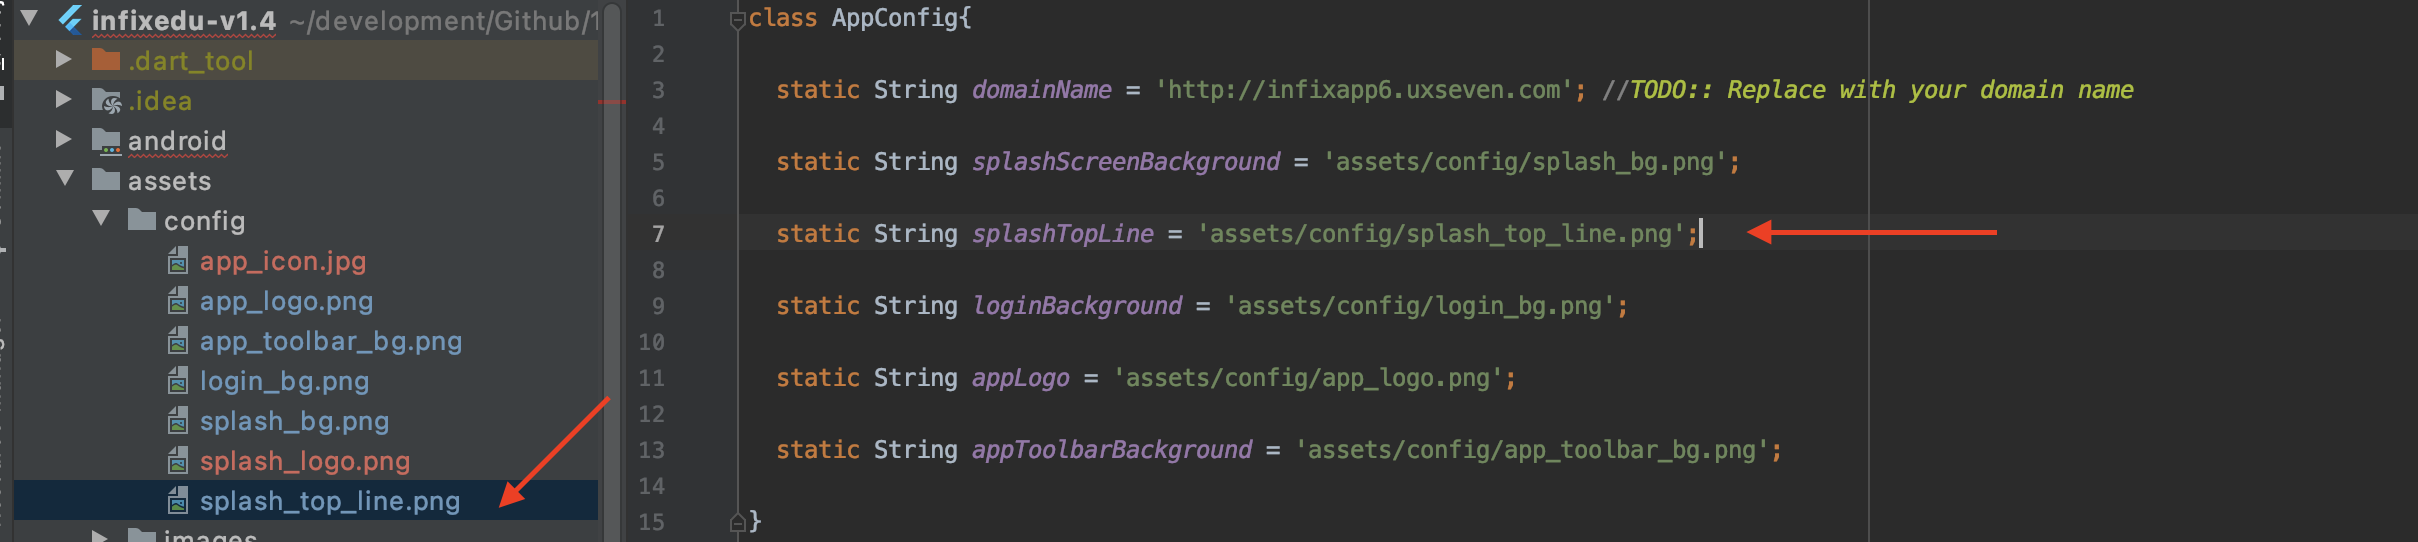 infixedu-v1.4 ~/development/Github/1
.dart_tool
.idea
android
assets
config
app_icon.jpg
app_logo.png
app_toolbar_bg.png
login_bg.png
splash_bg.png
splash_logo.png
splash_top_line.png
images
1 class AppConfig{
2
3 static String domainName = 'http://infixapp6.uxseven.com'; //TODO:: Replace with your domain name
4
5 static String splashScreenBackground = 'assets/config/splash_bg.png';
6
7 static String splashTopLine = 'assets/config/splash_top_line.png';
8
9 static String loginBackground = 'assets/config/login_bg.png';
10
11 static String appLogo = 'assets/config/app_logo.png';
12
13 static String appToolbarBackground = 'assets/config/app_toolbar_bg.png';
14
15 }